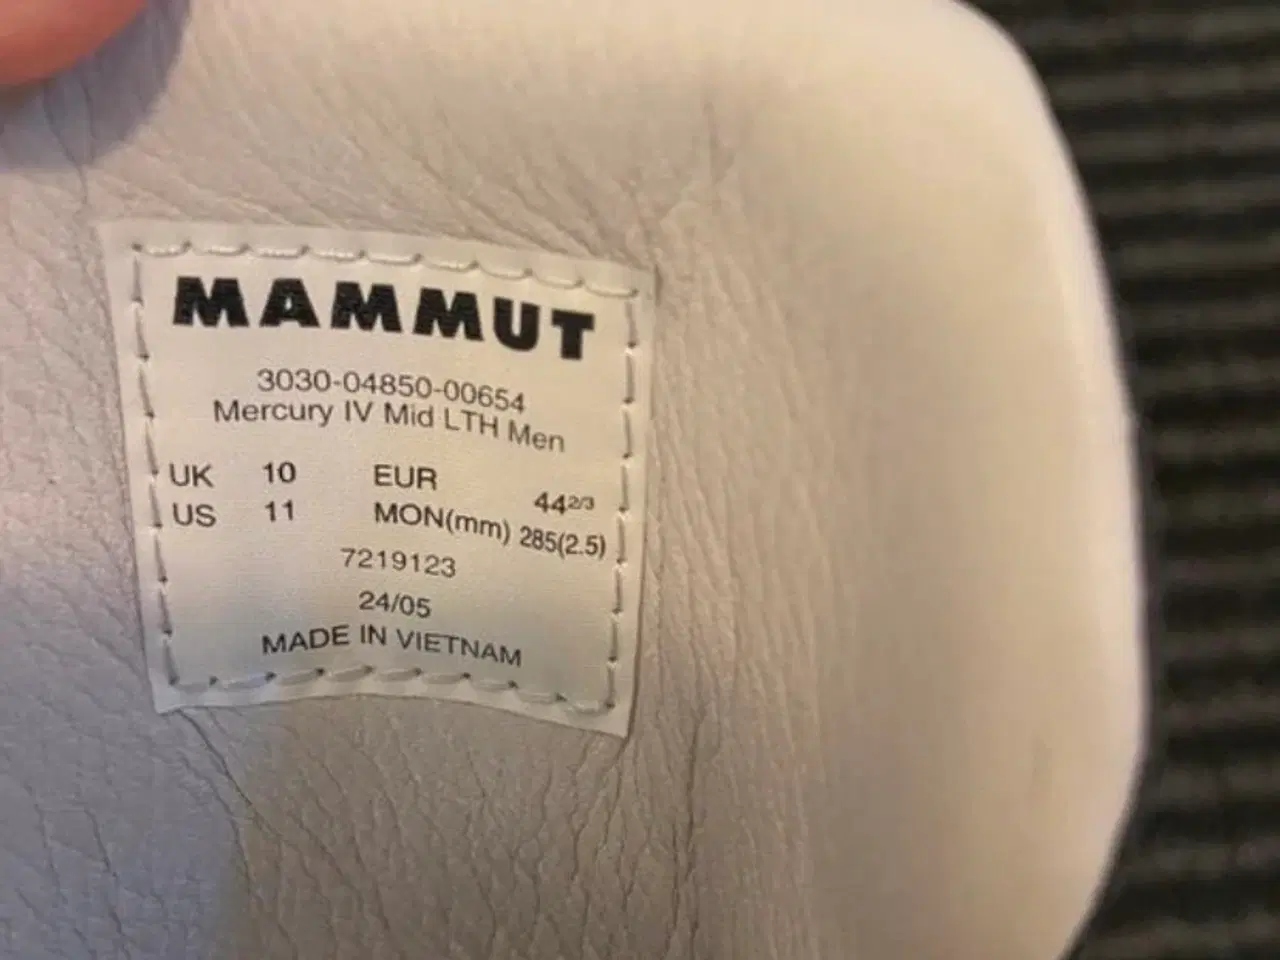 MAMMUT
3030-04850-00654
Mercury IV Mid LTH Men
UK 10 EUR 44 2/3
US 11 MON(mm) 285(2.5)
7219123
24/05
MADE IN VIETNAM